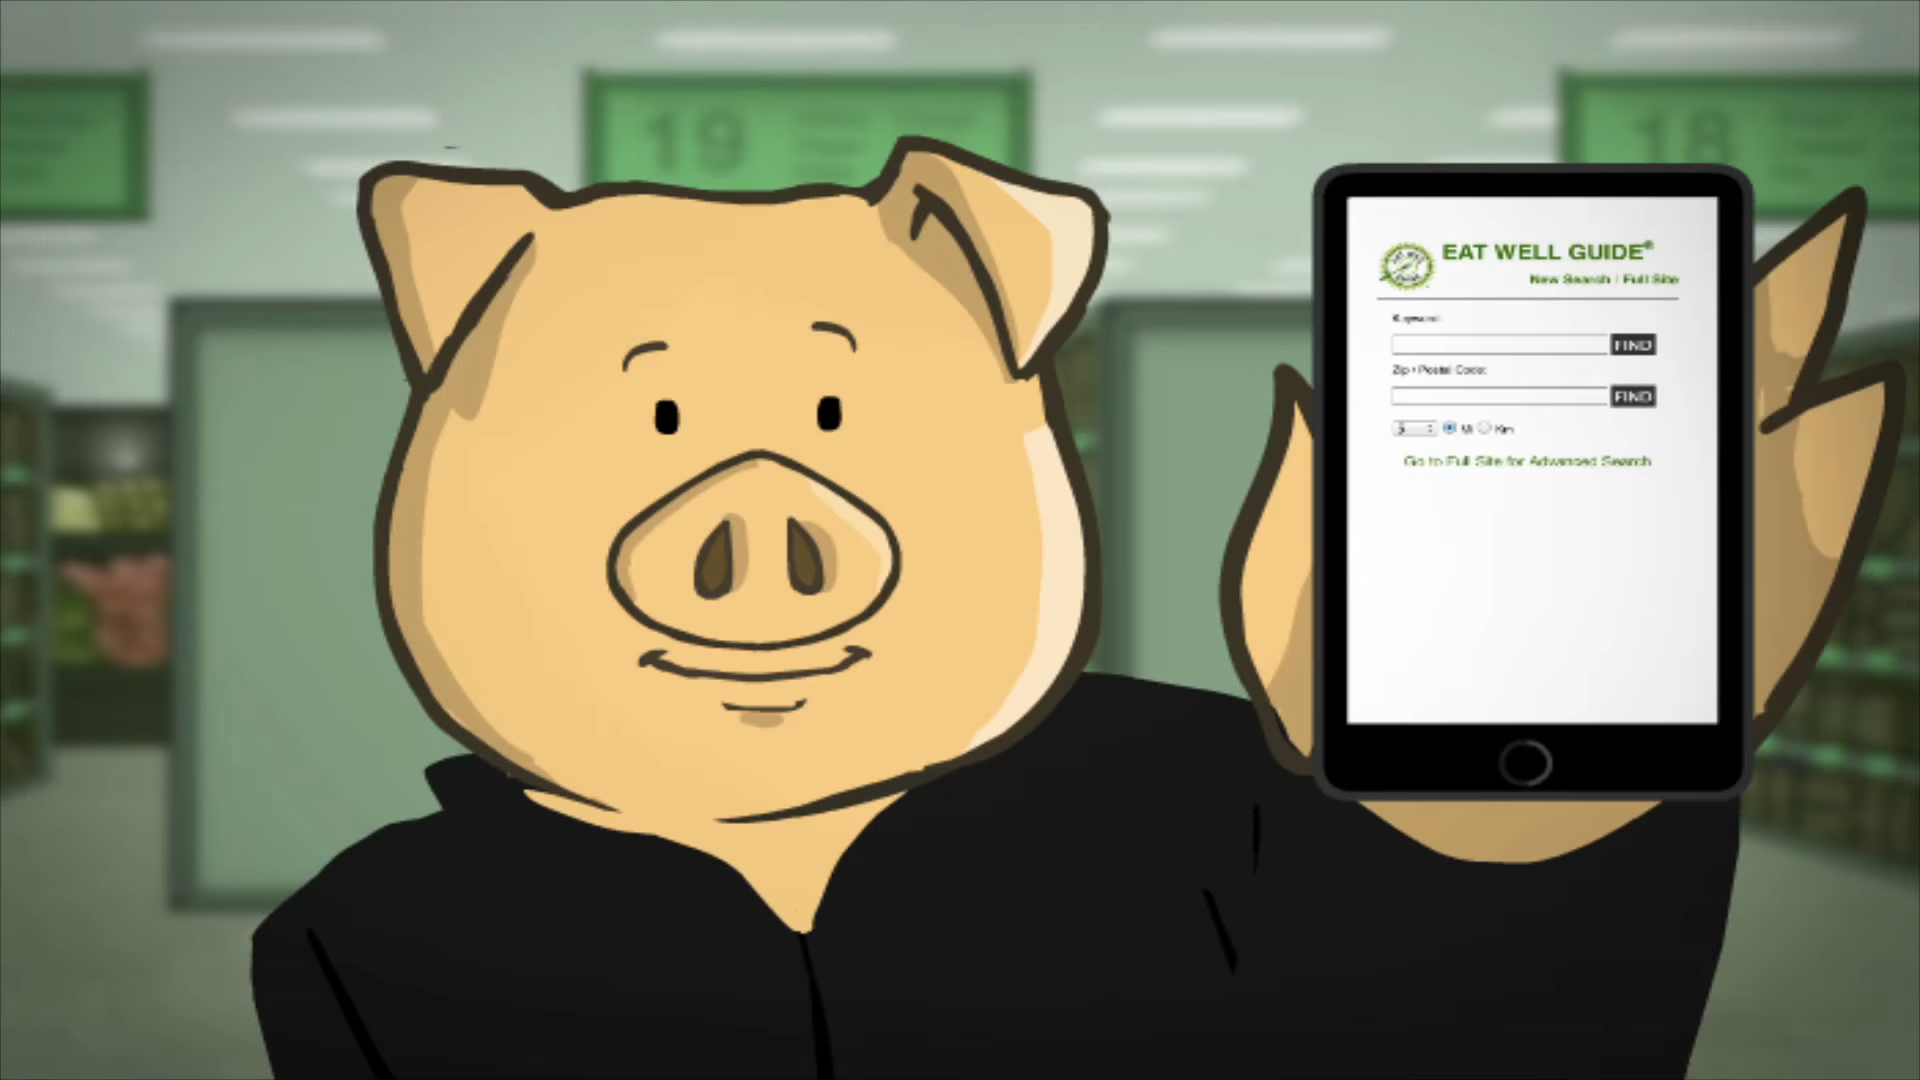 19
18
EAT WELL GUIDE®
New Search | Full Site
Keyword:
FIND
Zip / Postal Code:
FIND
5 Mi Km
Go to Full Site for Advanced Search